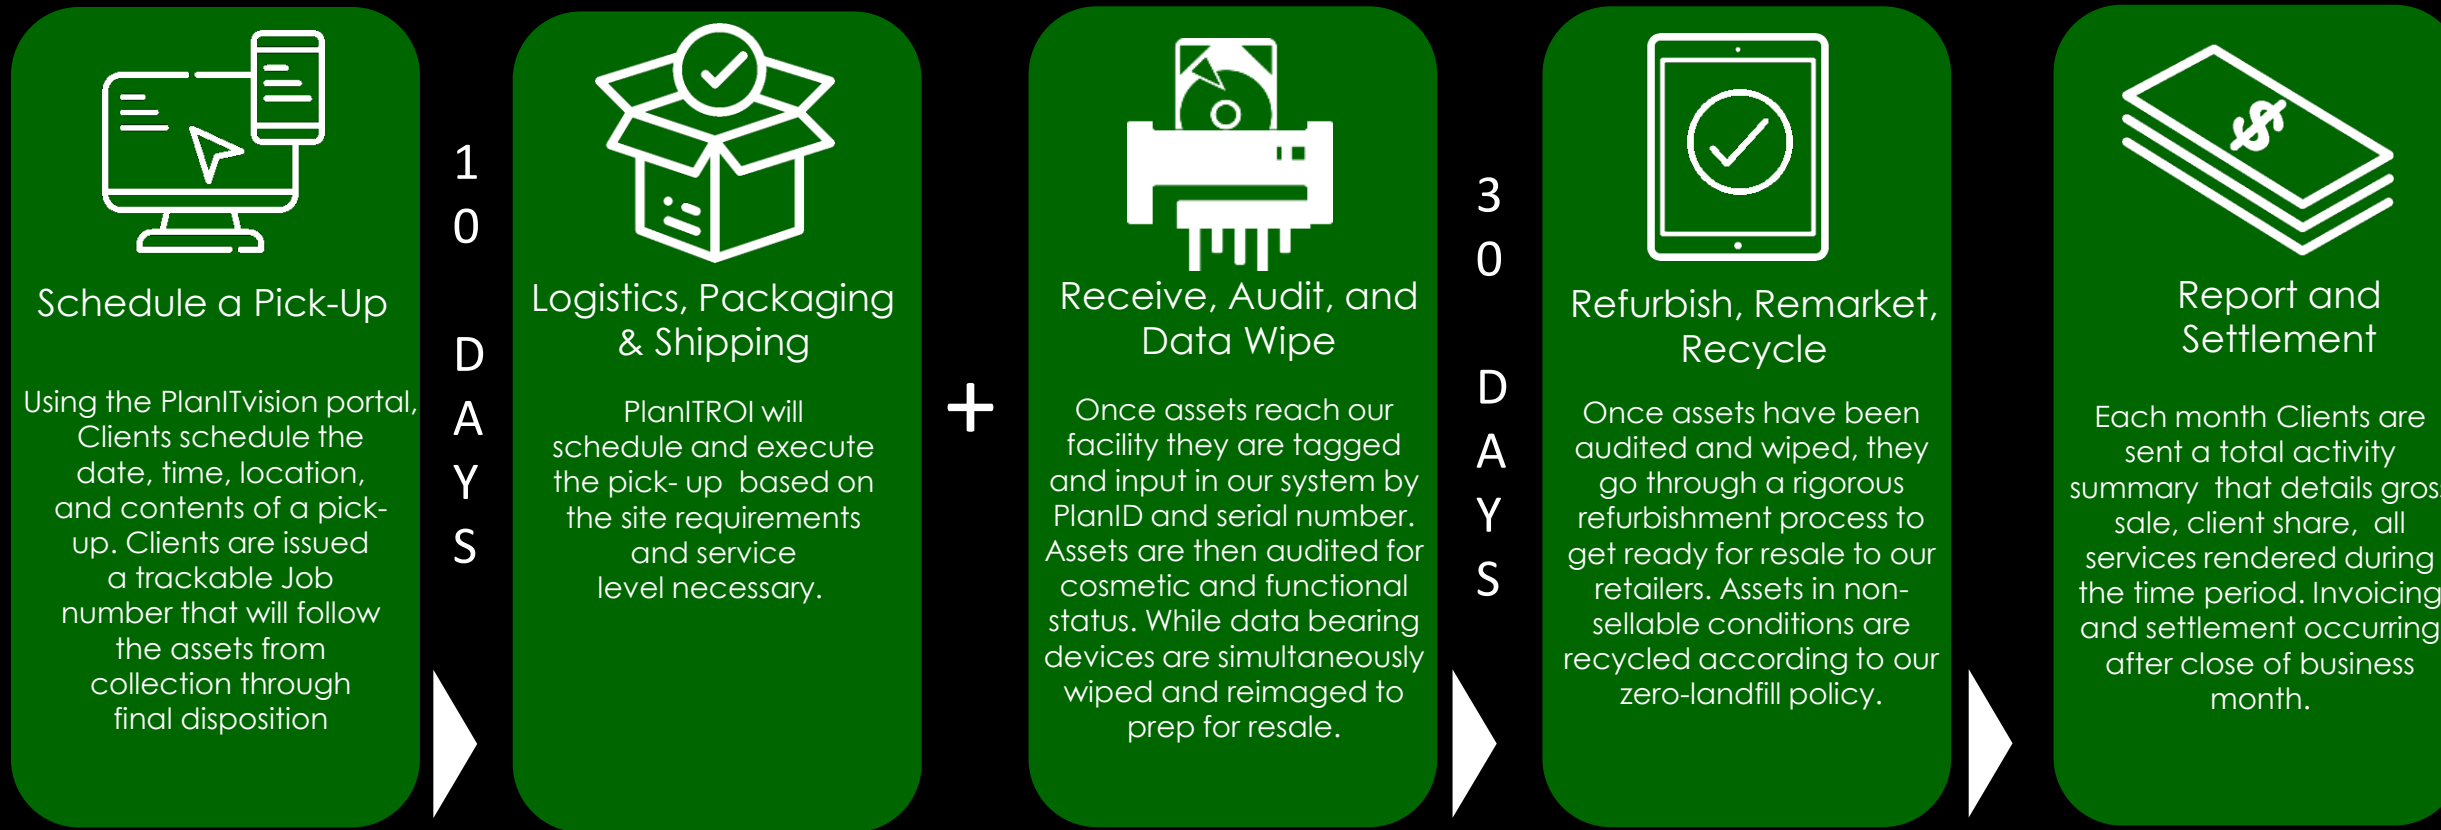 Schedule a Pick-Up
Using the PlanITvision portal,
Clients schedule the
date, time, location,
and contents of a pick-
up. Clients are issued
a trackable Job
number that will follow
the assets from
collection through
final disposition
10 DAYS
Logistics, Packaging
& Shipping
PlanITROI will
schedule and execute
the pick- up based on
the site requirements
and service
level necessary.
+
Receive, Audit, and
Data Wipe
Once assets reach our
facility they are tagged
and input in our system by
PlanID and serial number.
Assets are then audited for
cosmetic and functional
status. While data bearing
devices are simultaneously
wiped and reimaged to
prep for resale.
30 DAYS
Refurbish, Remarket,
Recycle
Once assets have been
audited and wiped, they
go through a rigorous
refurbishment process to
get ready for resale to our
retailers. Assets in non-
sellable conditions are
recycled according to our
zero-landfill policy.
$
Report and
Settlement
Each month Clients are
sent a total activity
summary that details gross
sale, client share, all
services rendered during
the time period. Invoicing
and settlement occurring
after close of business
month.